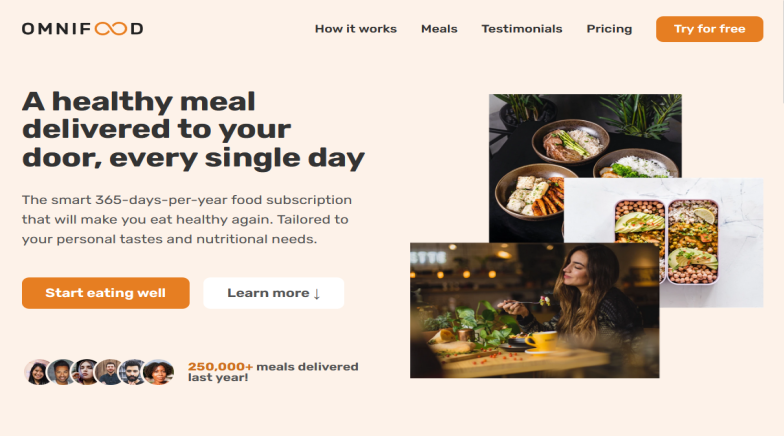 OMNIFOOD
How it works
Meals
Testimonials
Pricing
Try for free
A healthy meal
delivered to your
door, every single day
The smart 365-days-per-year food subscription
that will make you eat healthy again. Tailored to
your personal tastes and nutritional needs.
Start eating well
Learn more ↓
250,000+ meals delivered
last year!